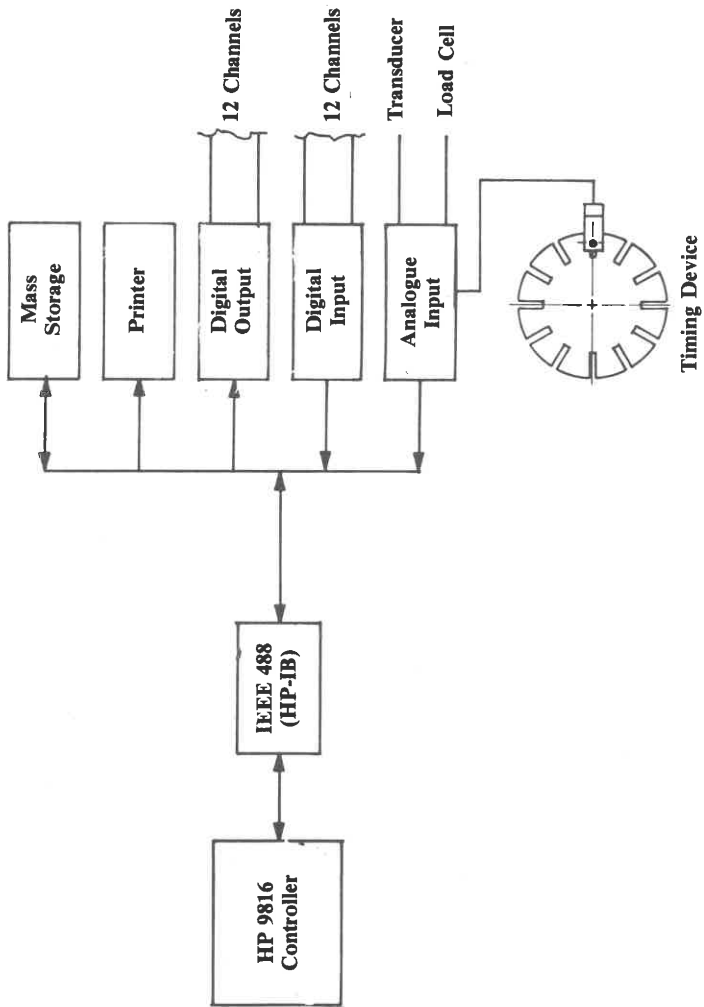 HP 9816
Controller
IEEE 488
(HP-IB)
Mass
Storage
Printer
Digital
Output
12 Channels
Digital
Input
12 Channels
Analogue
Input
Transducer
Load Cell
Timing Device